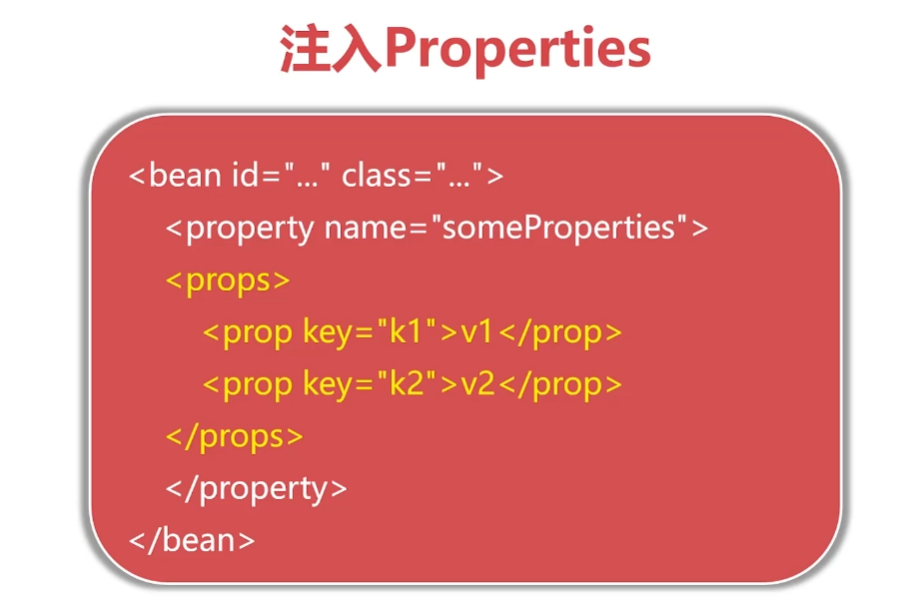 注入Properties
<bean id="..." class="...">
<property name="someProperties">
<props>
<prop key="k1">v1</prop>
<prop key="k2">v2</prop>
</props>
</property>
</bean>